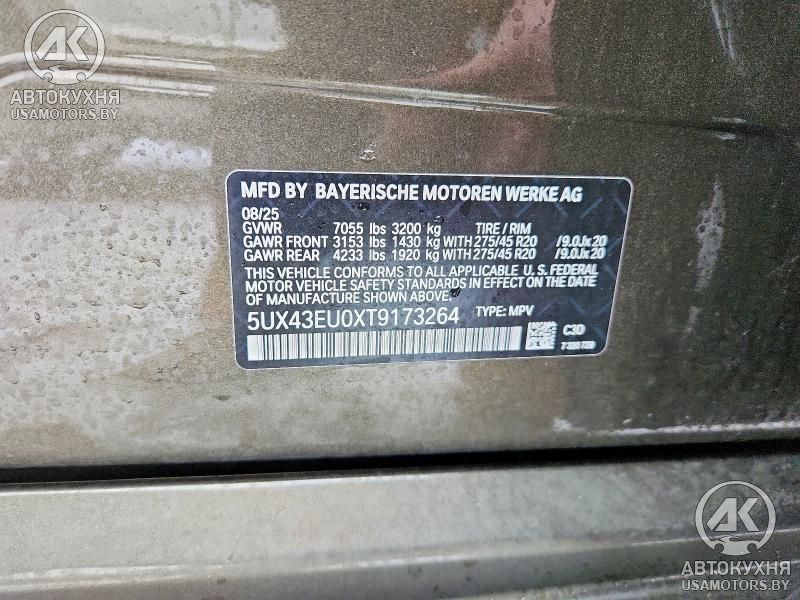 AK
АВТОКУХНЯ
USAMOTORS.BY
MFD BY BAYERISCHE MOTOREN WERKE AG
08/25
GVWR 7055 lbs 3200 kg TIRE / RIM
GAWR FRONT 3153 lbs 1430 kg WITH 275/45 R20 /9.0Jx20
GAWR REAR 4233 lbs 1920 kg WITH 275/45 R20 /9.0Jx20
THIS VEHICLE CONFORMS TO ALL APPLICABLE U. S. FEDERAL
MOTOR VEHICLE SAFETY STANDARDS IN EFFECT ON THE DATE
OF MANUFACTURE SHOWN ABOVE.
5UX43EU0XT9173264 TYPE: MPV
C3D
AK
АВТОКУХНЯ
USAMOTORS.BY